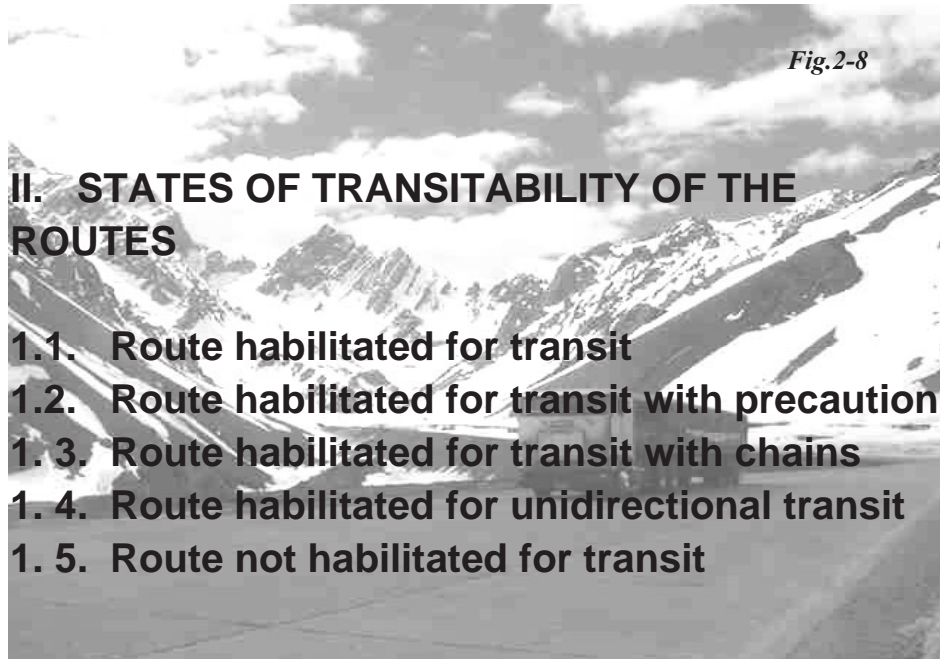 Fig.2-8
II. STATES OF TRANSITABILITY OF THE
ROUTES
1.1. Route habilitated for transit
1.2. Route habilitated for transit with precaution
1. 3. Route habilitated for transit with chains
1. 4. Route habilitated for unidirectional transit
1. 5. Route not habilitated for transit